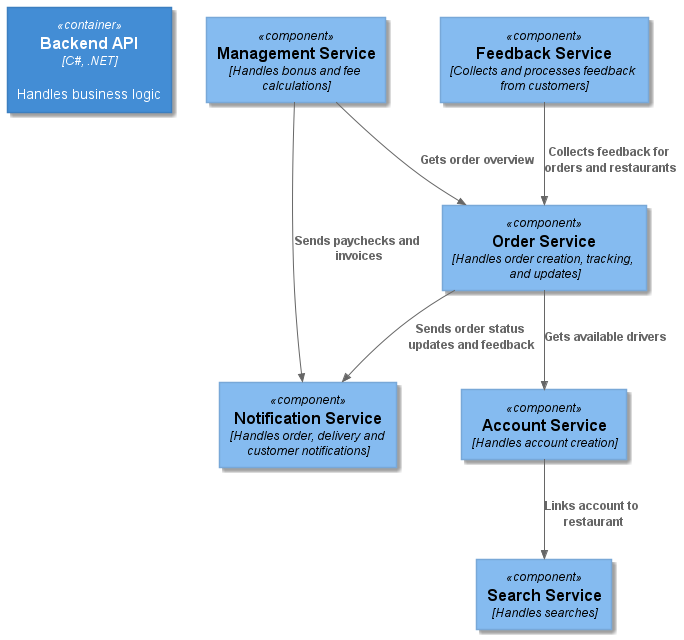 «container»
Backend API
[C#, .NET]
Handles business logic
«component»
Management Service
[Handles bonus and fee
calculations]
«component»
Feedback Service
[Collects and processes feedback
from customers]
Gets order overview
Collects feedback for
orders and restaurants
«component»
Order Service
[Handles order creation, tracking,
and updates]
Sends paychecks and
invoices
Sends order status
updates and feedback
Gets available drivers
«component»
Notification Service
[Handles order, delivery and
customer notifications]
«component»
Account Service
[Handles account creation]
Links account to
restaurant
«component»
Search Service
[Handles searches]